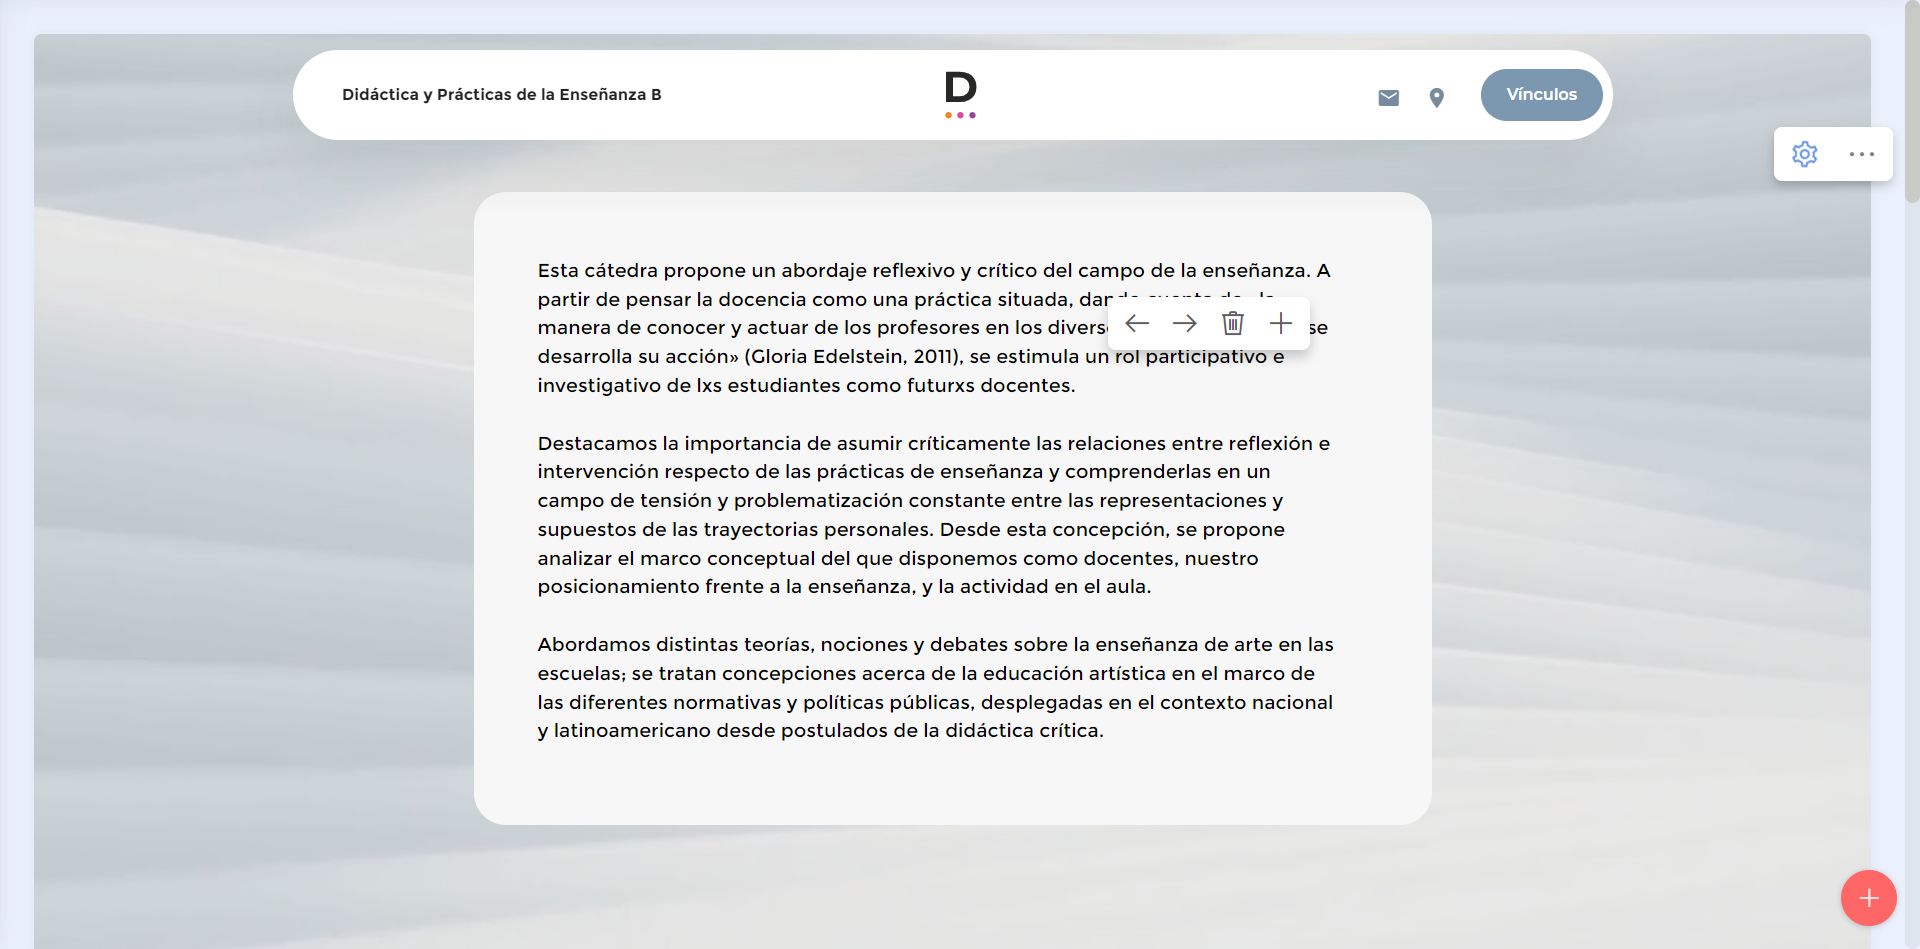 Didáctica y Prácticas de la Enseñanza B
D
Vínculos
Esta cátedra propone un abordaje reflexivo y crítico del campo de la enseñanza. A
partir de pensar la docencia como una práctica situada,
manera de conocer y actuar de los profesores en los se
desarrolla su acción» (Gloria Edelstein, 2011), se estimula un rol participativo e
investigativo de lxs estudiantes como futurxs docentes.
Destacamos la importancia de asumir críticamente las relaciones entre reflexión e
intervención respecto de las prácticas de enseñanza y comprenderlas en un
campo de tensión y problematización constante entre las representaciones y
supuestos de las trayectorias personales. Desde esta concepción, se propone
analizar el marco conceptual del que disponemos como docentes, nuestro
posicionamiento frente a la enseñanza, y la actividad en el aula.
Abordamos distintas teorías, nociones y debates sobre la enseñanza de arte en las
escuelas; se tratan concepciones acerca de la educación artística en el marco de
las diferentes normativas y políticas públicas, desplegadas en el contexto nacional
y latinoamericano desde postulados de la didáctica crítica.